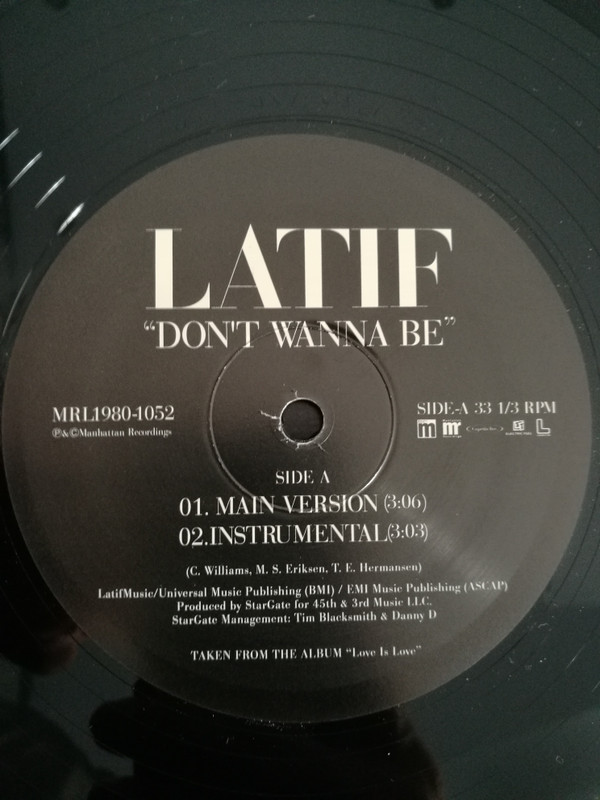 LATIF
“DON'T WANNA BE”
MRL1980-1052
℗&©Manhattan Recordings
SIDE-A 33 1/3 RPM
SIDE A
01. MAIN VERSION (3:06)
02.INSTRUMENTAL(3:03)
(C. Williams, M. S. Eriksen, T. E. Hermansen)
LatifMusic/Universal Music Publishing (BMI) / EMI Music Publishing (ASCAP)
Produced by StarGate for 45th & 3rd Music LLC.
StarGate Management: Tim Blacksmith & Danny D
TAKEN FROM THE ALBUM “Love Is Love”